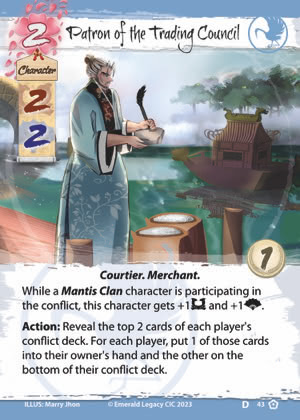 2 Patron of the Trading Council
Character
2
2
1
Courtier. Merchant.
While a Mantis Clan character is participating
in the conflict, this character gets +1 and +1.
Action: Reveal the top 2 cards of each player's
conflict deck. For each player, put 1 of those cards
into their owner's hand and the other on the
bottom of their conflict deck.
ILLUS: Marry Jhon © Emerald Legacy CIC 2023 D 43